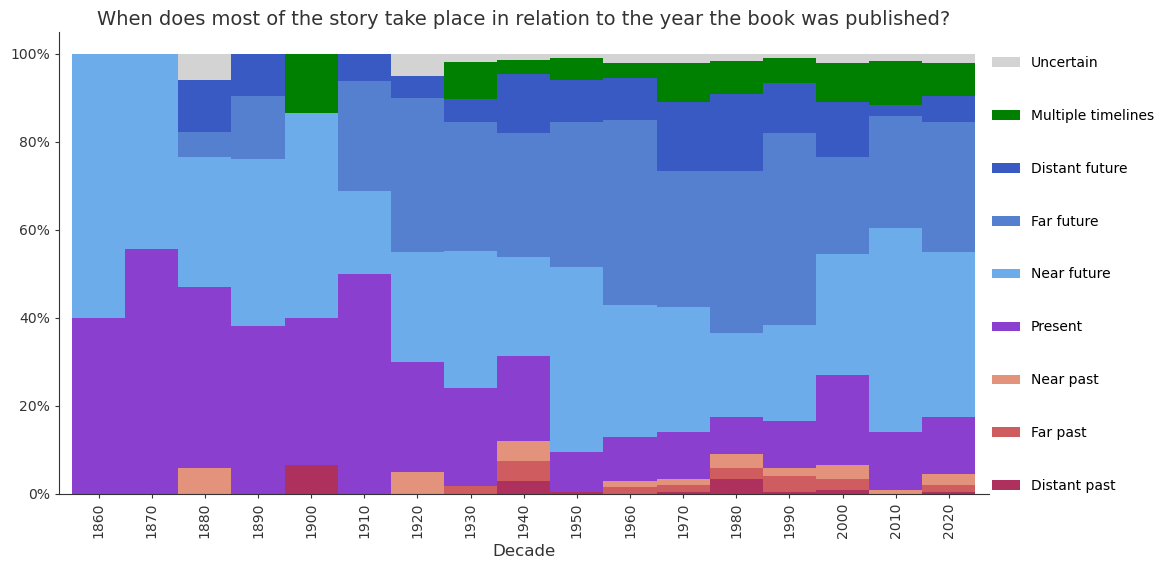 When does most of the story take place in relation to the year the book was published?
100%
80%
60%
40%
20%
0%
Uncertain
Multiple timelines
Distant future
Far future
Near future
Present
Near past
Far past
Distant past
1860
1870
1880
1890
1900
1910
1920
1930
1940
1950
1960
1970
1980
1990
2000
2010
2020
Decade